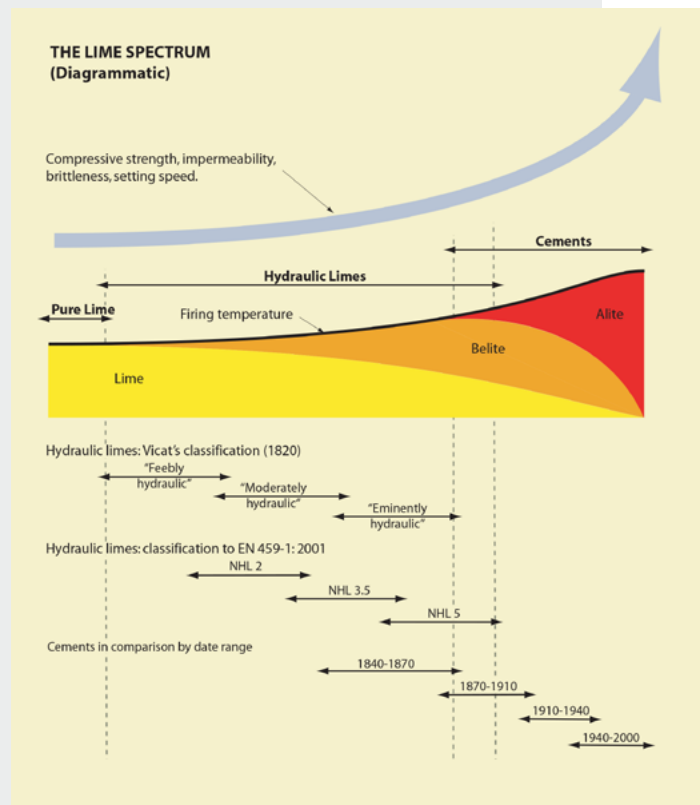 THE LIME SPECTRUM
(Diagrammatic)
Compressive strength, impermeability,
brittleness, setting speed.
Cements
Hydraulic Limes
Pure Lime
Firing temperature
Alite
Belite
Lime
Hydraulic limes: Vicat's classification (1820)
"Feebly
hydraulic"
"Moderately
hydraulic"
"Eminently
hydraulic"
Hydraulic limes: classification to EN 459-1: 2001
NHL 2
NHL 3.5
NHL 5
Cements in comparison by date range
1840-1870
1870-1910
1910-1940
1940-2000